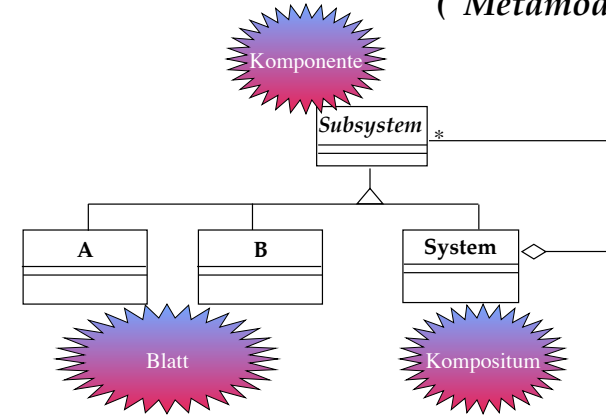 ( Metamod
Komponente
Subsystem
*
A
B
System
Blatt
Kompositum